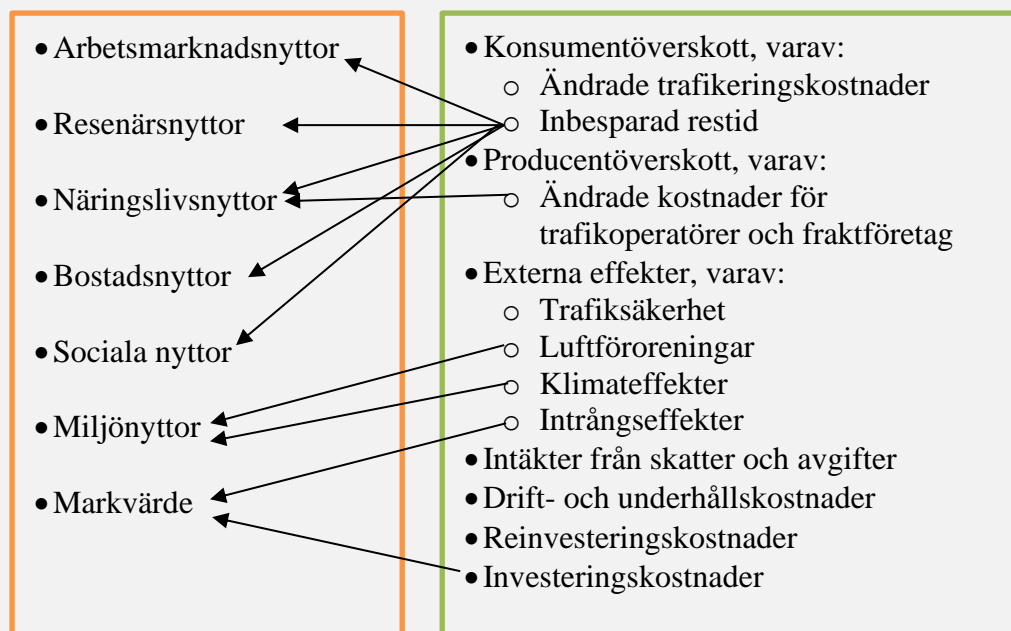 • Arbetsmarknadsnyttor
• Resenärsnyttor
• Näringslivsnyttor
• Bostadsnyttor
• Sociala nyttor
• Miljönyttor
• Markvärde
• Konsumentöverskott, varav:
o Ändrade trafikeringskostnader
o Inbesparad restid
• Producentöverskott, varav:
o Ändrade kostnader för
trafikoperatörer och fraktföretag
• Externa effekter, varav:
o Trafiksäkerhet
o Luftföroreningar
o Klimateffekter
o Intrångseffekter
• Intäkter från skatter och avgifter
• Drift- och underhållskostnader
• Reinvesteringskostnader
• Investeringskostnader